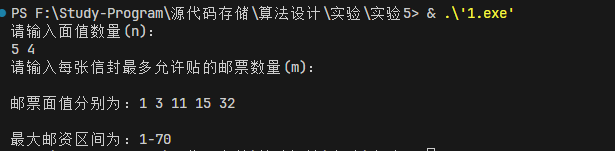 PS F:\Study-Program\源代码存储\算法设计\实验\实验5> & .\'1.exe'
请输入面值数量(n):
5 4
请输入每张信封最多允许贴的邮票数量(m):
邮票面值分别为: 1 3 11 15 32
最大邮资区间为: 1-70